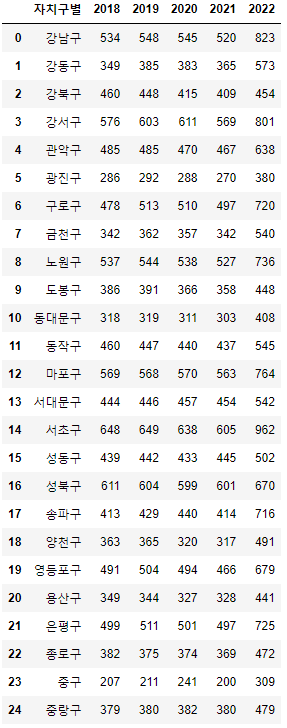 자치구별 2018 2019 2020 2021 2022
0 강남구 534 548 545 520 823
1 강동구 349 385 383 365 573
2 강북구 460 448 415 409 454
3 강서구 576 603 611 569 801
4 관악구 485 485 470 467 638
5 광진구 286 292 288 270 380
6 구로구 478 513 510 497 720
7 금천구 342 362 357 342 540
8 노원구 537 544 538 527 736
9 도봉구 386 391 366 358 448
10 동대문구 318 319 311 303 408
11 동작구 460 447 440 437 545
12 마포구 569 568 570 563 764
13 서대문구 444 446 457 454 542
14 서초구 648 649 638 605 962
15 성동구 439 442 433 445 502
16 성북구 611 604 599 601 670
17 송파구 413 429 440 414 716
18 양천구 363 365 320 317 491
19 영등포구 491 504 494 466 679
20 용산구 349 344 327 328 441
21 은평구 499 511 501 497 725
22 종로구 382 375 374 369 472
23 중구 207 211 241 200 309
24 중랑구 379 380 382 380 479